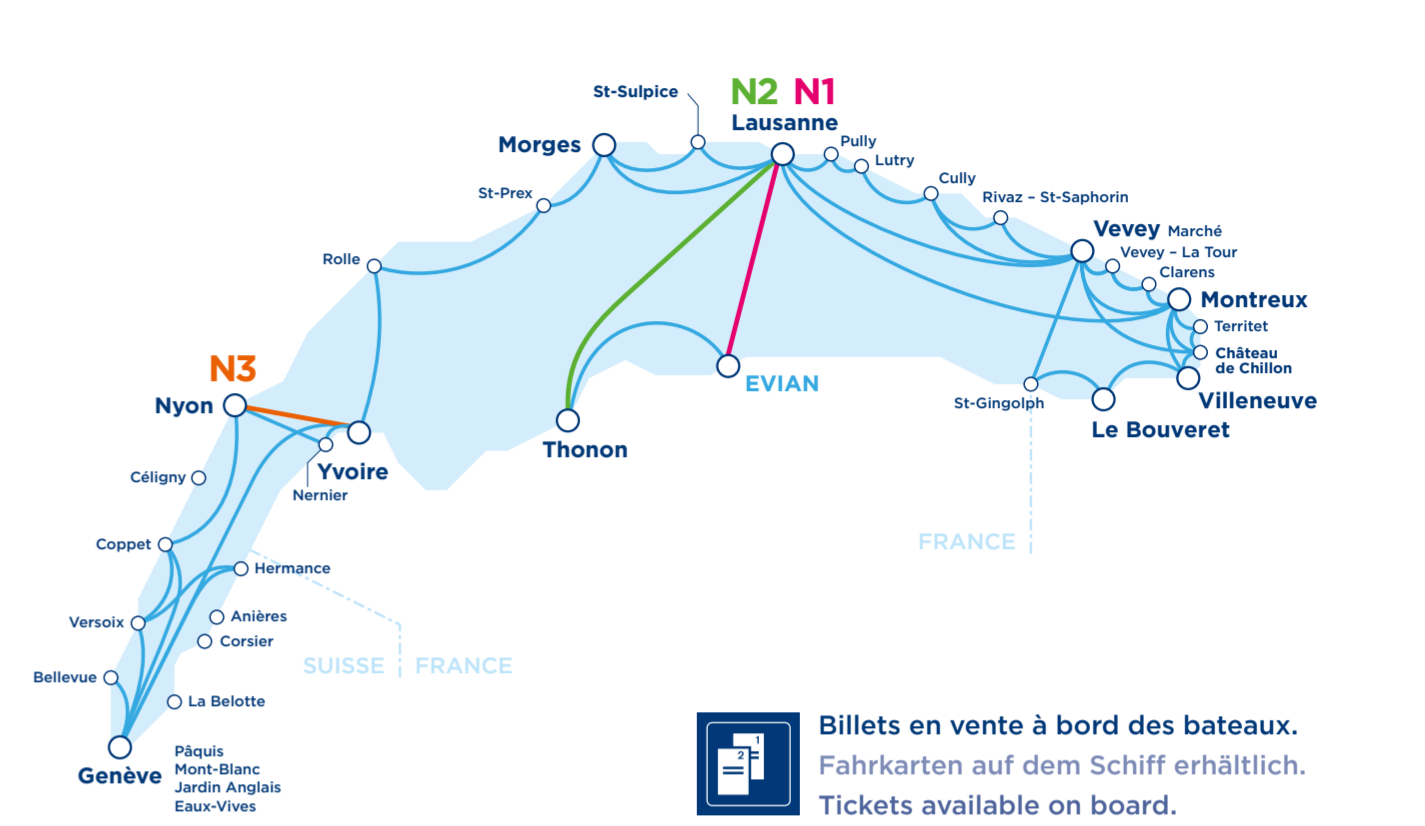 St-Sulpice
N2 N1
Lausanne
Morges
Pully
Lutry
Cully
St-Prex
Rivaz – St-Saphorin
Vevey Marché
Vevey – La Tour
Rolle
Clarens
Montreux
Territet
Château
de Chillon
N3
EVIAN
Nyon
St-Gingolph
Villeneuve
Le Bouveret
Thonon
Yvoire
Céligny
Nernier
FRANCE
Coppet
Hermance
Anières
Versoix
Corsier
SUISSE FRANCE
Bellevue
La Belotte
Genève
Pâquis
Mont-Blanc
Jardin Anglais
Eaux-Vives
1
2
Billets en vente à bord des bateaux.
Fahrkarten auf dem Schiff erhältlich.
Tickets available on board.